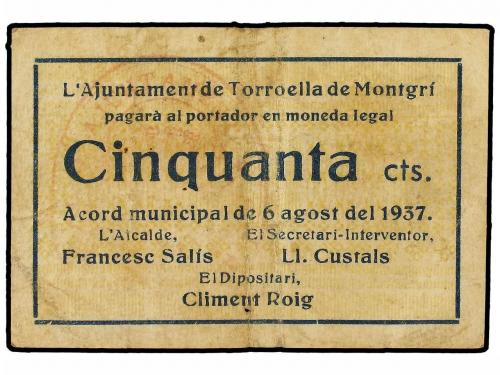 L'Ajuntament de Torroella de Montgrí
pagarà al portador en moneda legal
Cinquanta cts.
Acord municipal de 6 agost del 1937.
L'Alcalde, El Secretari-Interventor,
Francesc Salís Ll. Custals
El Dipositari,
Climent Roig